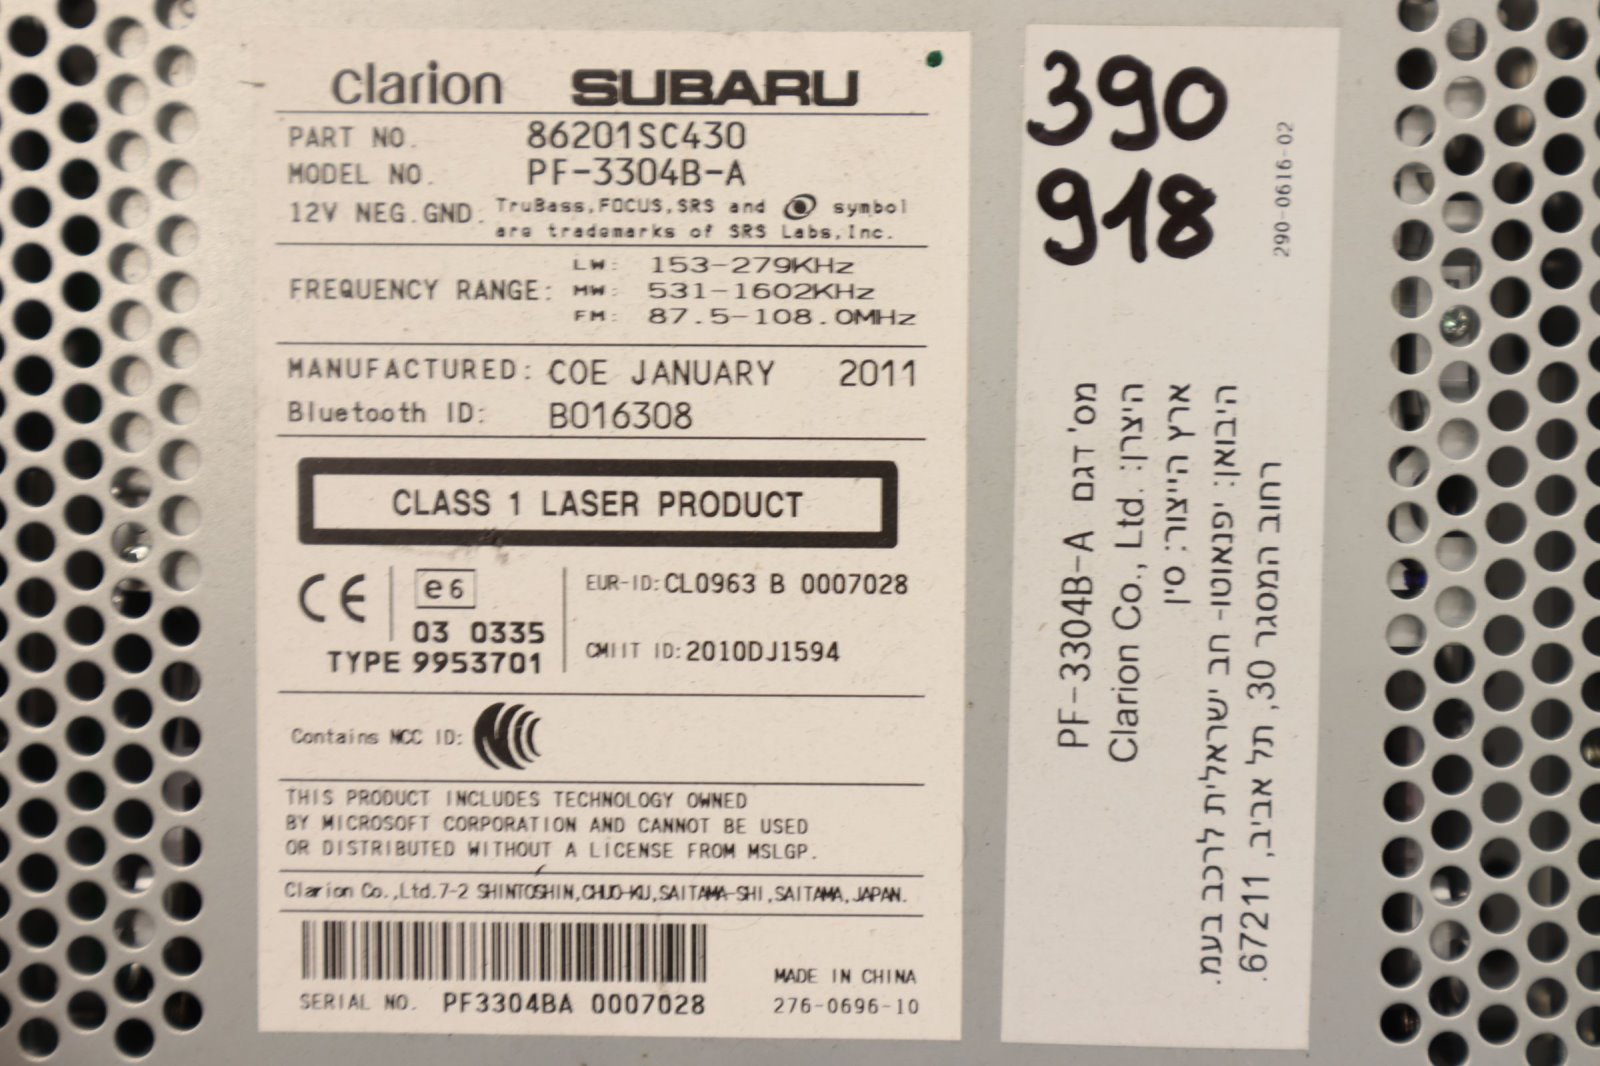 clarion SUBARU
PART NO. 86201SC430
MODEL NO. PF-3304B-A
12V NEG.GND: TruBass,FOCUS,SRS and symbol
are trademarks of SRS Labs,Inc.
FREQUENCY RANGE: LW: 153-279KHz
MW: 531-1602KHz
FM: 87.5-108.0MHz
MANUFACTURED: COE JANUARY 2011
Bluetooth ID: B016308
CLASS 1 LASER PRODUCT
CE e6
03 0335
TYPE 9953701
EUR-ID:CL0963 B 0007028
CMIIT ID:2010DJ1594
Contains NCC ID:
THIS PRODUCT INCLUDES TECHNOLOGY OWNED
BY MICROSOFT CORPORATION AND CANNOT BE USED
OR DISTRIBUTED WITHOUT A LICENSE FROM MSLGP.
Clarion Co.,Ltd.7-2 SHINTOSHIN,CHUO-KU,SAITAMA-SHI,SAITAMA,JAPAN.
MADE IN CHINA
SERIAL NO. PF3304BA 0007028
276-0696-10
390
918
290-0616-02
מס' דגם PF-3304B-A
היצרן: Clarion Co., Ltd.
ארץ הייצור: סין
היבואן: יפנאוטו- חב ישראלית לרכב בעמ.
רחוב המסגר 30, תל אביב, 67211.